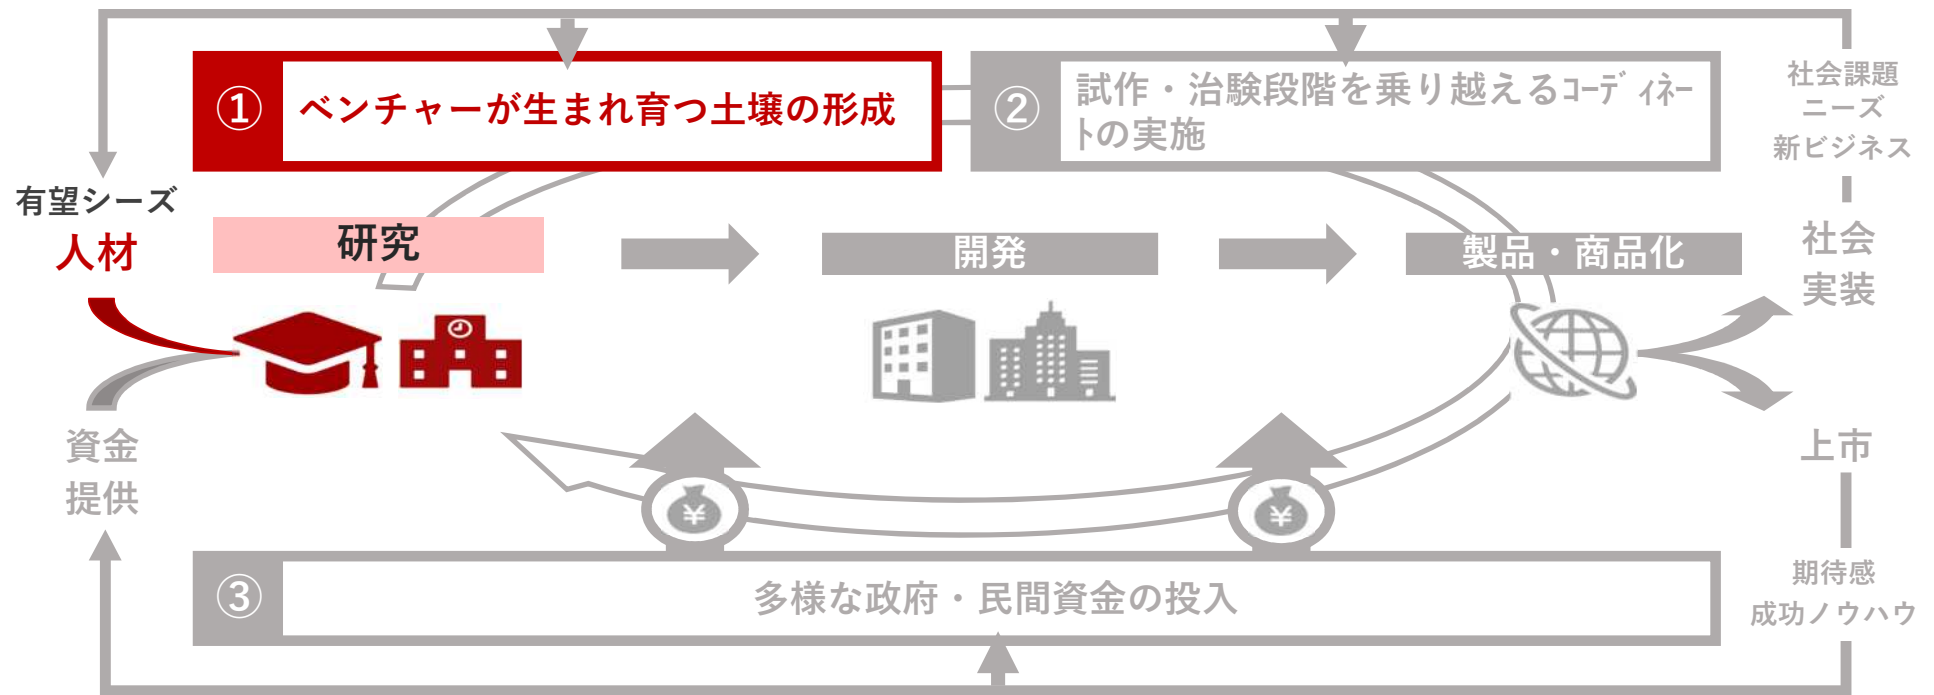 ① ベンチャーが生まれ育つ土壌の形成
② 試作・治験段階を乗り越えるｺｰﾃﾞｨﾈｰ
ﾄの実施
社会課題
ニーズ
新ビジネス
有望シーズ
人材
研究
開発
製品・商品化
社会
実装
資金
提供
上市
¥
¥
③ 多様な政府・民間資金の投入
期待感
成功ノウハウ